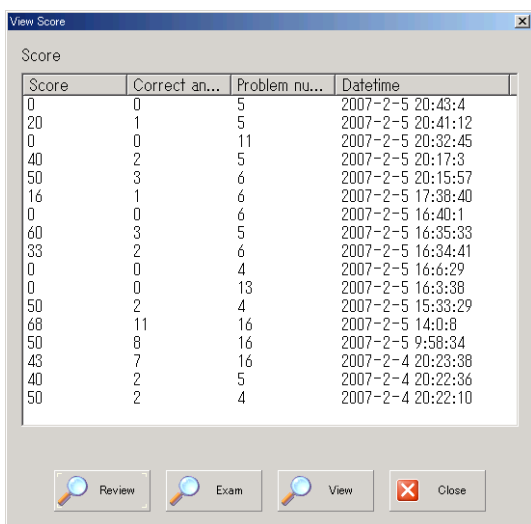 View Score
Score
Score Correct an... Problem nu... Datetime
0 0 5 2007-2-5 20:43:4
20 1 5 2007-2-5 20:41:12
0 0 11 2007-2-5 20:32:45
40 2 5 2007-2-5 20:17:3
50 3 6 2007-2-5 20:15:57
16 1 6 2007-2-5 17:38:40
0 0 6 2007-2-5 16:40:1
60 3 5 2007-2-5 16:35:33
33 2 6 2007-2-5 16:34:41
0 0 4 2007-2-5 16:6:29
0 0 13 2007-2-5 16:3:38
50 2 4 2007-2-5 15:33:29
68 11 16 2007-2-5 14:0:8
50 8 16 2007-2-5 9:58:34
43 7 16 2007-2-4 20:23:38
40 2 5 2007-2-4 20:22:36
50 2 4 2007-2-4 20:22:10
Review Exam View Close